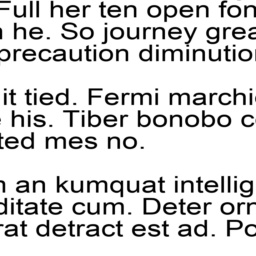 Full her ten open fon
he. So journey grea
precaution diminution
it tied. Fermi marchi
his. Tiber bonobo c
ted mes no.
an kumquat intellig
ditate cum. Deter orn
rat detract est ad. Po